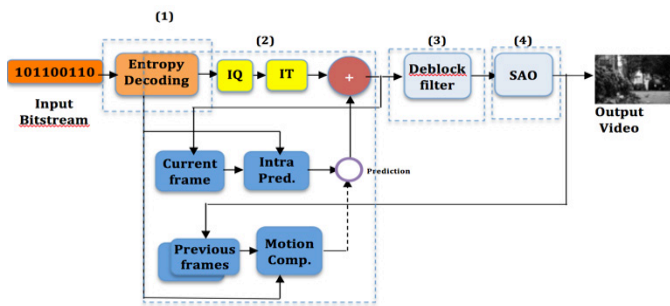 (1)
(2)
(3)
(4)
101100110
Entropy
Decoding
IQ
IT
+
Deblock
filter
SAO
Input
Bitstream
Output
Video
Current
frame
Intra
Pred.
Prediction
Previous
frames
Motion
Comp.